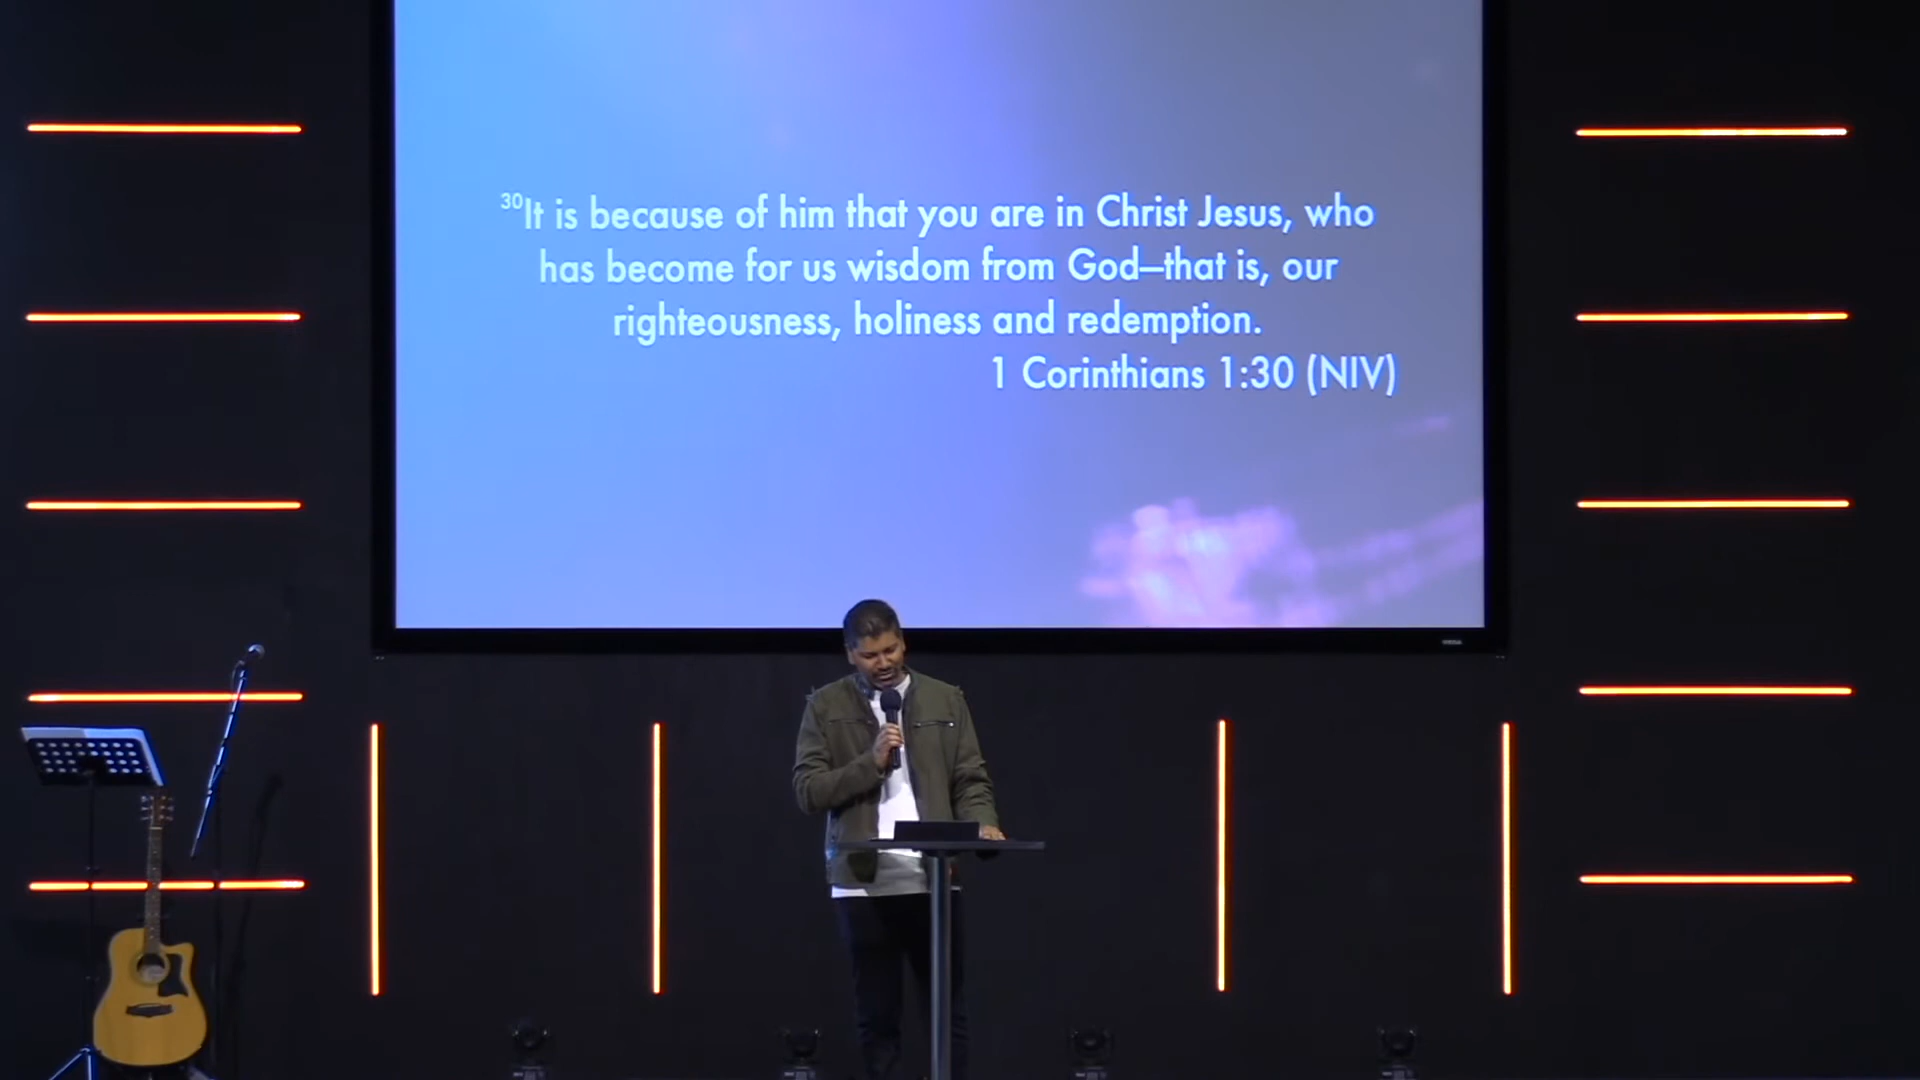 ³⁰It is because of him that you are in Christ Jesus, who
has become for us wisdom from God—that is, our
righteousness, holiness and redemption.
1 Corinthians 1:30 (NIV)